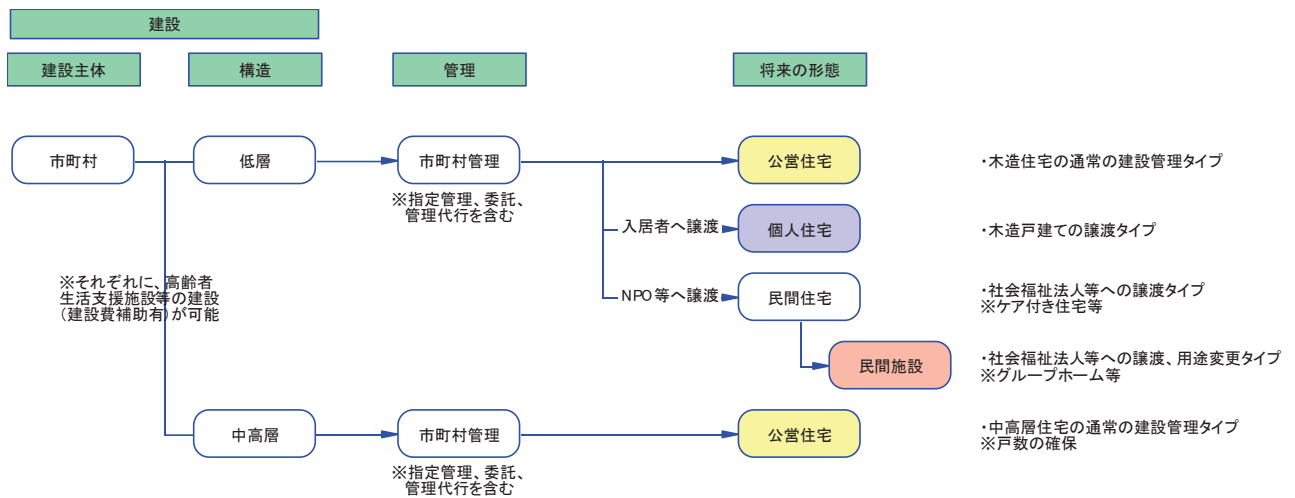 建設
建設主体
構造
管理
将来の形態
市町村
低層
市町村管理
※指定管理、委託、
管理代行を含む
公営住宅
・木造住宅の通常の建設管理タイプ
入居者へ譲渡
個人住宅
・木造戸建ての譲渡タイプ
※それぞれに、高齢者
生活支援施設等の建設
(建設費補助有)が可能
NPO等へ譲渡
民間住宅
・社会福祉法人等への譲渡タイプ
※ケア付き住宅等
民間施設
・社会福祉法人等への譲渡、用途変更タイプ
※グループホーム等
中高層
市町村管理
※指定管理、委託、
管理代行を含む
公営住宅
・中高層住宅の通常の建設管理タイプ
※戸数の確保